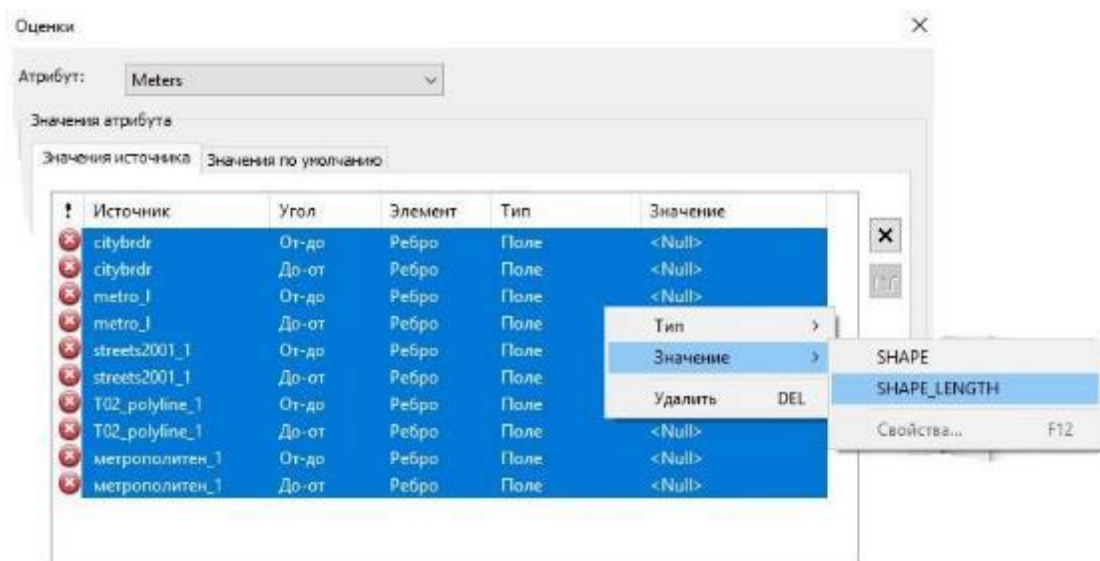 Оценки
Атрибут: Meters
Значения атрибута
Значения источника Значения по умолчанию
! Источник Угол Элемент Тип Значение
citybrdr От-до Ребро Поле <Null>
citybrdr До-от Ребро Поле <Null>
metro_l От-до Ребро Поле <Null>
metro_l До-от Ребро Поле
streets2001_1 От-до Ребро Поле
streets2001_1 До-от Ребро Поле
T02_polyline_1 От-до Ребро Поле
T02_polyline_1 До-от Ребро Поле <Null>
метрополитен_1 От-до Ребро Поле <Null>
метрополитен_1 До-от Ребро Поле <Null>
Тип
Значение
Удалить DEL
SHAPE
SHAPE_LENGTH
Свойства... F12